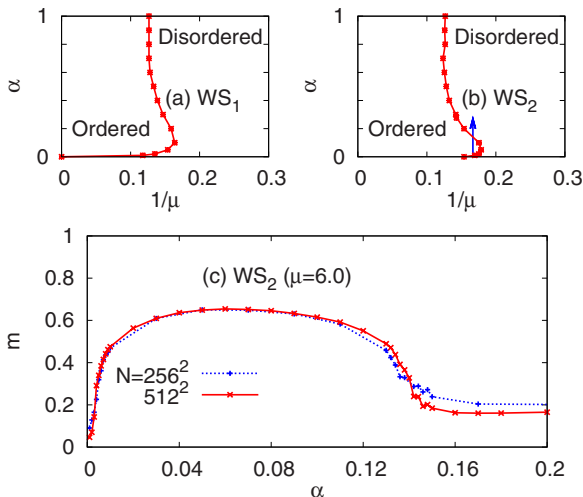 1
α
0
0
0.1
0.2
0.3
1/μ
Disordered
(a) WS₁
Ordered
1
α
0
0
0.1
0.2
0.3
1/μ
Disordered
(b) WS₂
Ordered
1
0.8
0.6
0.4
0.2
0
m
(c) WS₂ (μ=6.0)
N=256²
512²
0
0.04
0.08
0.12
0.16
0.2
α